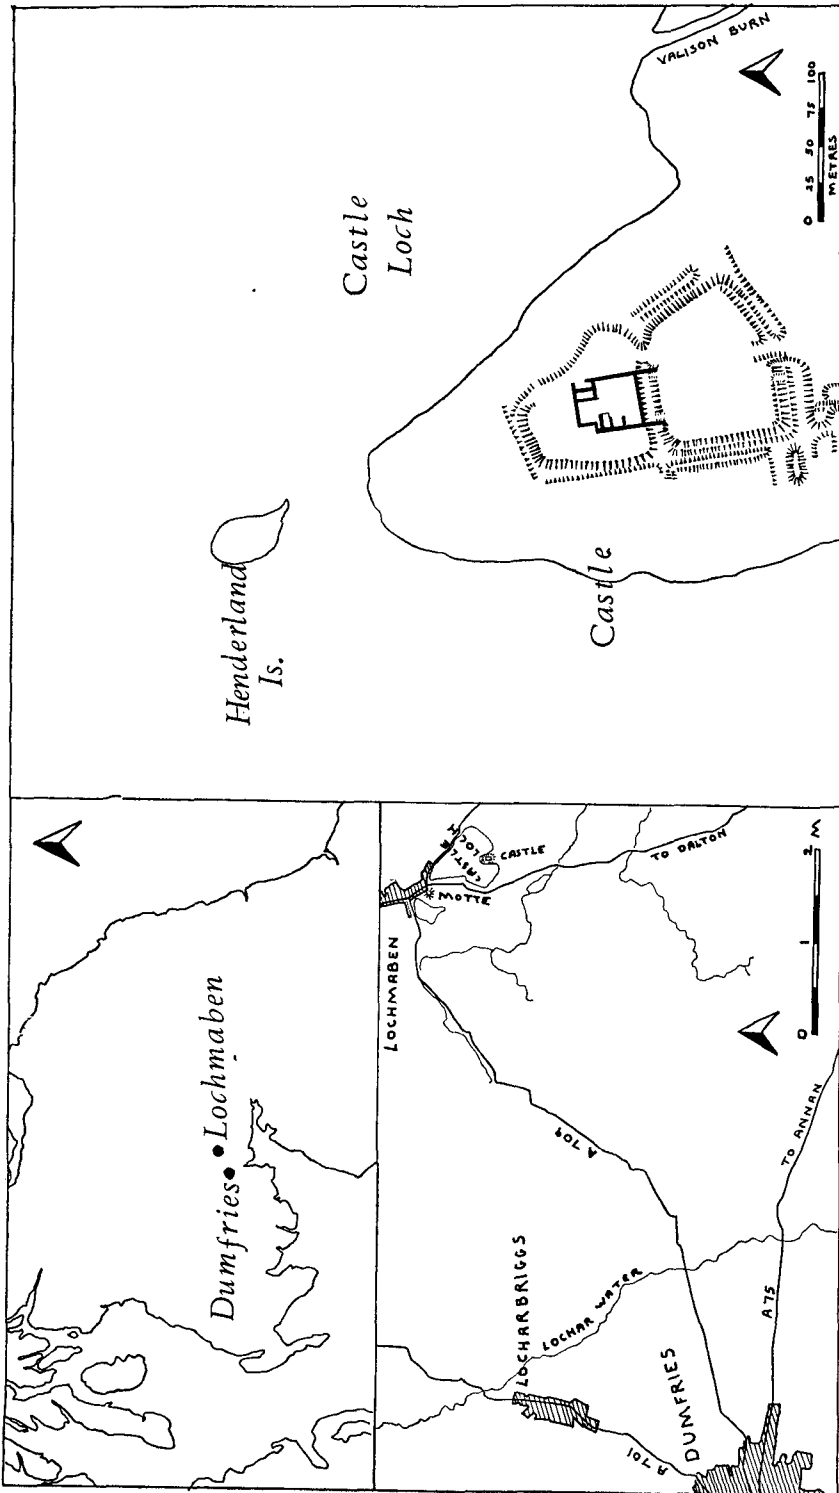 Dumfries
Lochmaben
LOCHMABEN
CASTLE
LOCH
CASTLE
MOTTE
TO DALTON
A 709
LOCHARBRIGGS
LOCHAR WATER
A 701
DUMFRIES
A 75
TO ANNAN
0 1 2 M
Henderland
Is.
Castle
Loch
Castle
VALISON BURN
0 25 50 75 100
METRES